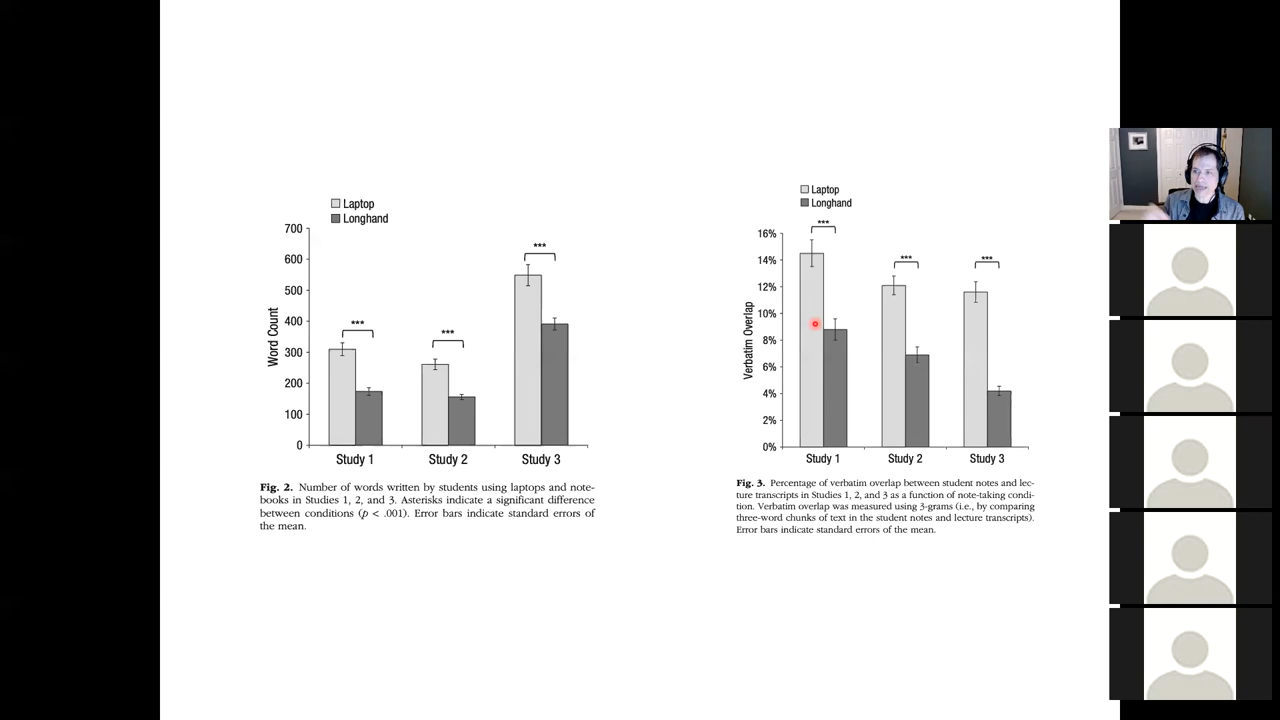 Laptop
Longhand
700
600
500
400
300
200
100
0
Word Count
***
***
***
Study 1
Study 2
Study 3
Fig. 2. Number of words written by students using laptops and note-
books in Studies 1, 2, and 3. Asterisks indicate a significant difference
between conditions (p < .001). Error bars indicate standard errors of
the mean.
Laptop
Longhand
16%
14%
12%
10%
8%
6%
4%
2%
0%
Verbatim Overlap
***
***
***
Study 1
Study 2
Study 3
Fig. 3. Percentage of verbatim overlap between student notes and lec-
ture transcripts in Studies 1, 2, and 3 as a function of note-taking condi-
tion. Verbatim overlap was measured using 3-grams (i.e., by comparing
three-word chunks of text in the student notes and lecture transcripts).
Error bars indicate standard errors of the mean.